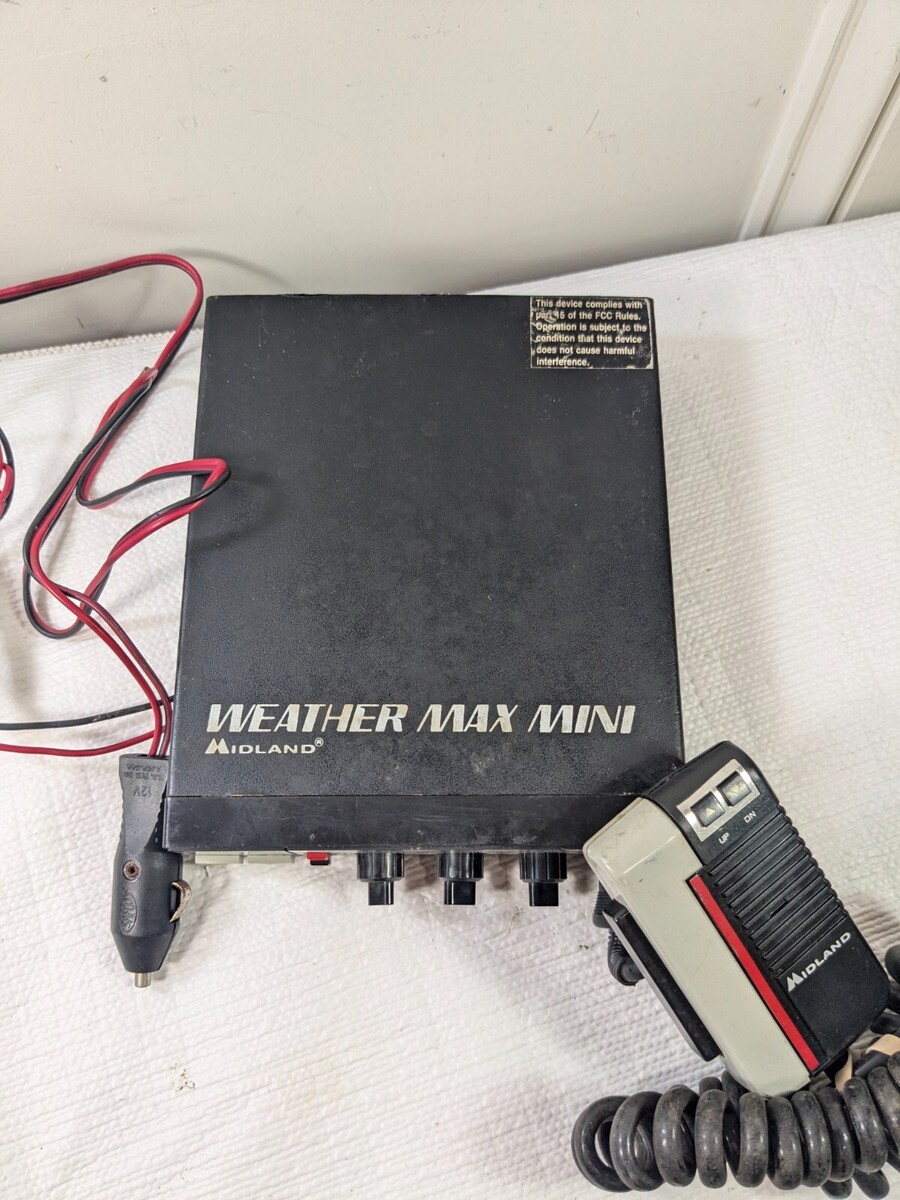 This device complies with
part 15 of the FCC Rules.
Operation is subject to the
condition that this device
does not cause harmful
interference.
WEATHER MAX MINI
MIDLAND®
12V
UP DN
MIDLAND